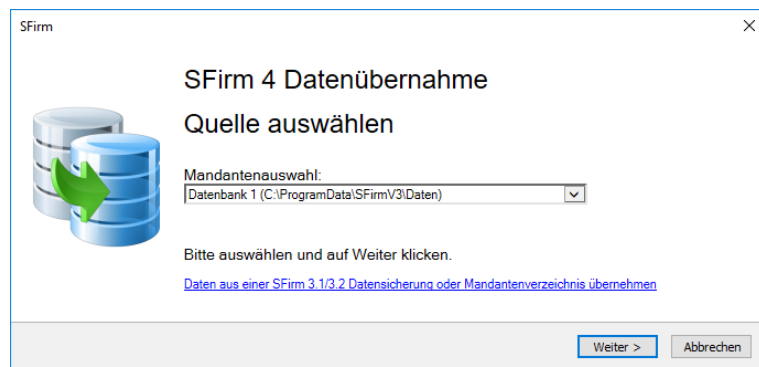 SFirm
SFirm 4 Datenübernahme
Quelle auswählen
Mandantenauswahl:
Datenbank 1 (C:\ProgramData\SFirmV3\Daten)
Bitte auswählen und auf Weiter klicken.
Daten aus einer SFirm 3.1/3.2 Datensicherung oder Mandantenverzeichnis übernehmen
Weiter > Abbrechen